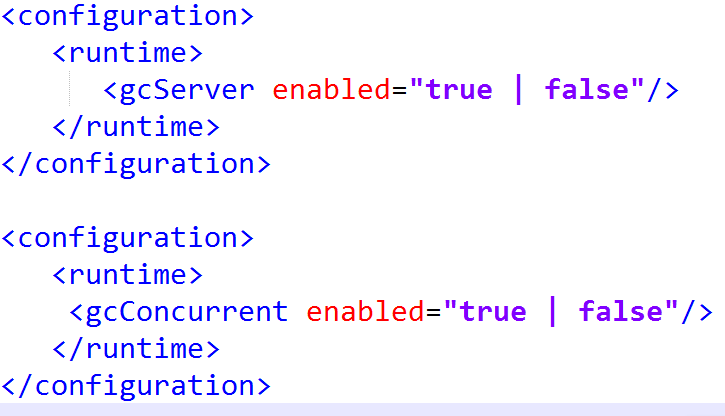 <configuration>
   <runtime>
      <gcServer enabled="true | false"/>
   </runtime>
</configuration>

<configuration>
   <runtime>
    <gcConcurrent enabled="true | false"/>
   </runtime>
</configuration>